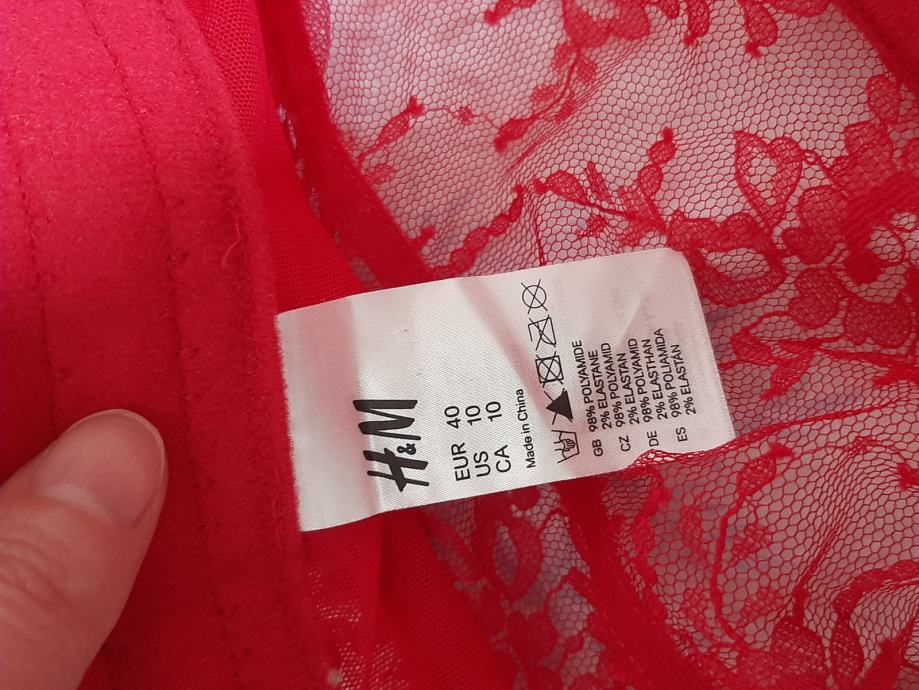 H&M
EUR 40
US 10
CA 10
Made in China
GB 98% POLYAMIDE
2% ELASTANE
CZ 98% POLYAMID
2% ELASTAN
DE 98% POLYAMID
2% ELASTHAN
ES 98% POLIAMIDA
2% ELASTÁN